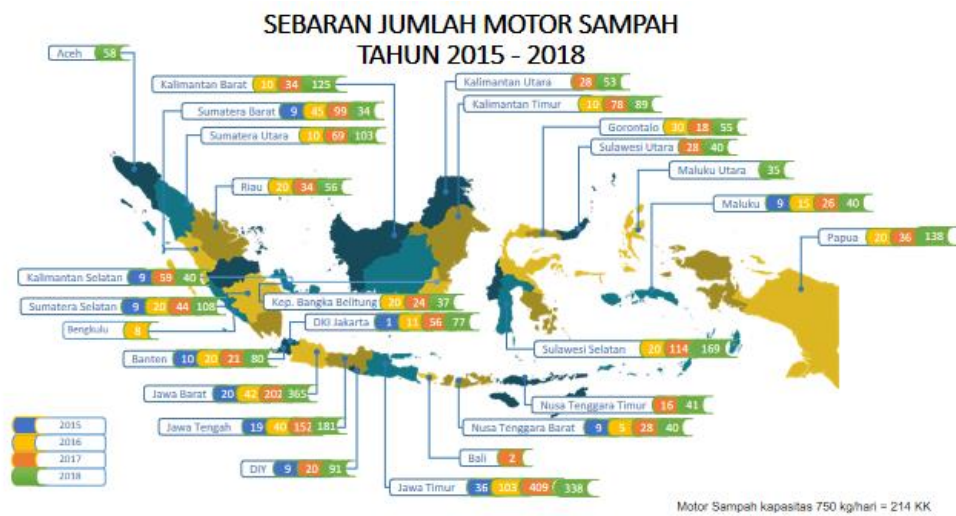 SEBARAN JUMLAH MOTOR SAMPAH
TAHUN 2015 - 2018
Aceh 58
Kalimantan Barat 10 34 125
Sumatera Barat 9 45 99 34
Sumatera Utara 10 69 103
Riau 20 34 56
Kalimantan Utara 28 53
Kalimantan Timur 10 78 89
Gorontalo 30 18 55
Sulawesi Utara 28 40
Maluku Utara 35
Maluku 9 15 26 40
Papua 20 36 138
Kalimantan Selatan 9 59 40
Sumatera Selatan 9 20 44 108
Bengkulu 8
Kep. Bangka Belitung 20 24 37
DKI Jakarta 1 11 56 77
Banten 10 20 21 80
Sulawesi Selatan 20 114 169
Jawa Barat 20 42 202 365
Jawa Tengah 19 40 152 181
DIY 9 20 91
Nusa Tenggara Timur 16 41
Nusa Tenggara Barat 9 5 28 40
Bali 2
Jawa Timur 36 103 409 338
2015
2016
2017
2018
Motor Sampah kapasitas 750 kg/hari = 214 KK